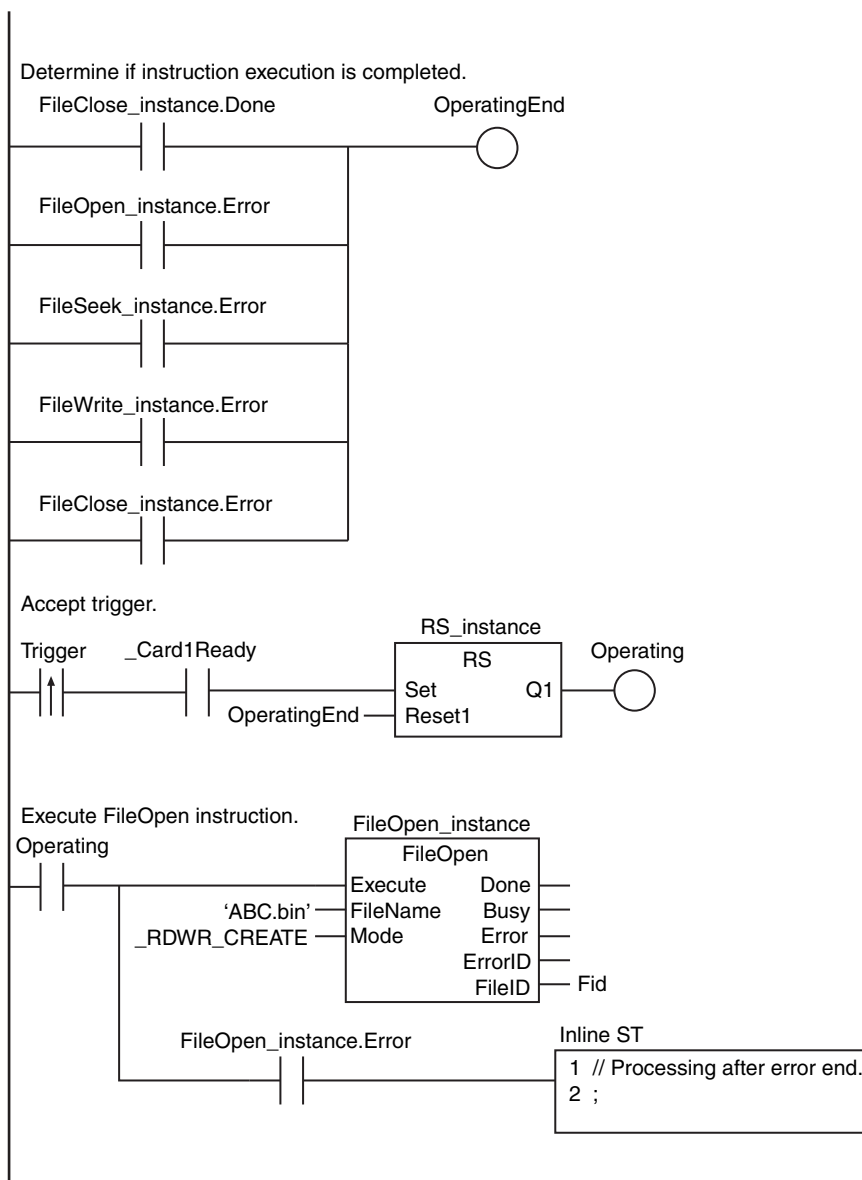 Determine if instruction execution is completed.
FileClose_instance.Done
OperatingEnd
FileOpen_instance.Error
FileSeek_instance.Error
FileWrite_instance.Error
FileClose_instance.Error
Accept trigger.
RS_instance
Trigger
_Card1Ready
RS
Operating
Set
Q1
OperatingEnd
Reset1
Execute FileOpen instruction.
FileOpen_instance
Operating
FileOpen
Execute
Done
‘ABC.bin’
FileName
Busy
_RDWR_CREATE
Mode
Error
ErrorID
FileID
Fid
FileOpen_instance.Error
Inline ST
1 // Processing after error end.
2 ;